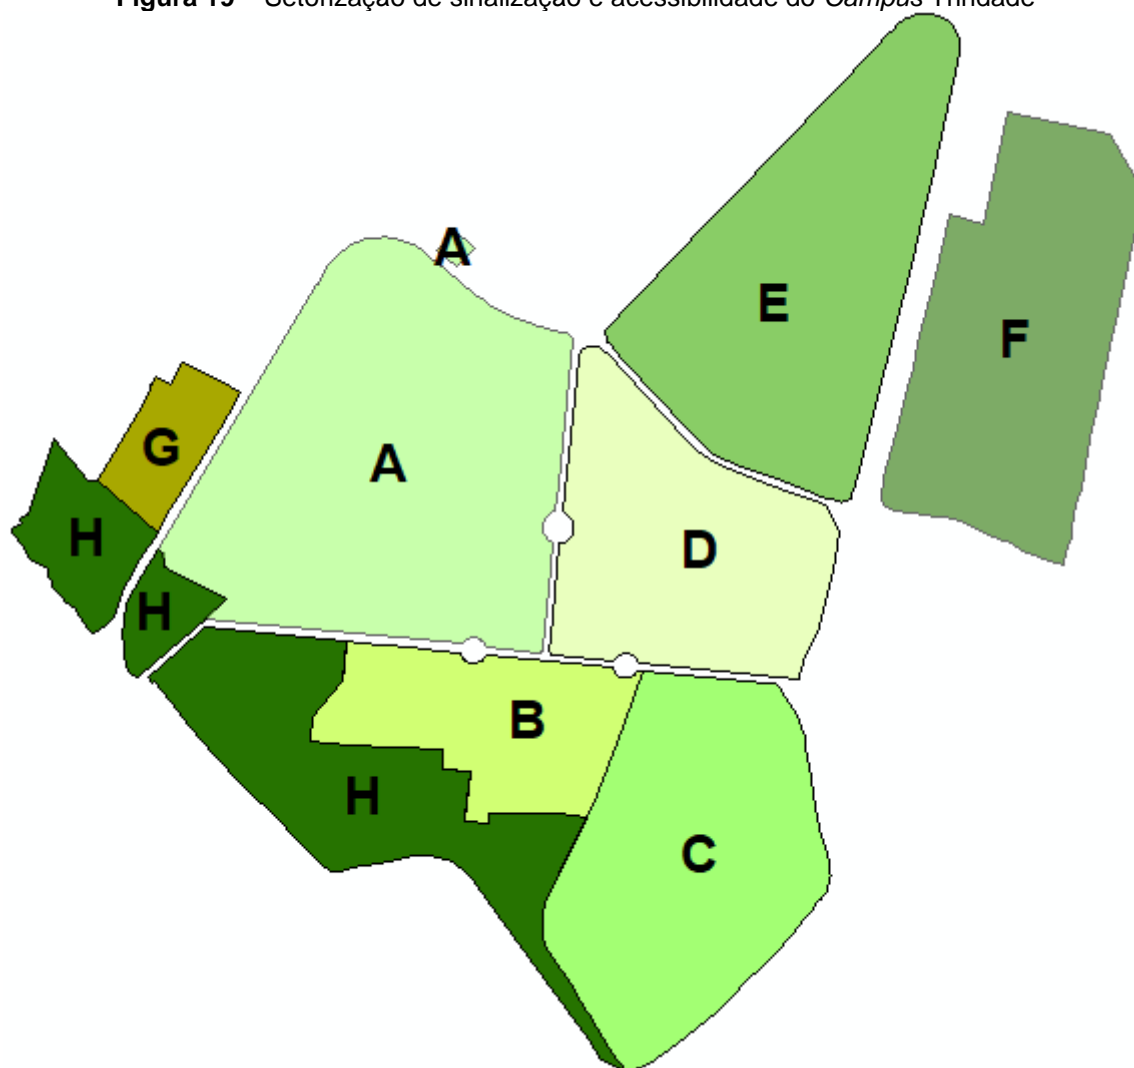 Figura 19 – Setorização de sinalização e acessibilidade do Campus Trindade
E
A
F
G
A
H
D
H
B
H
C